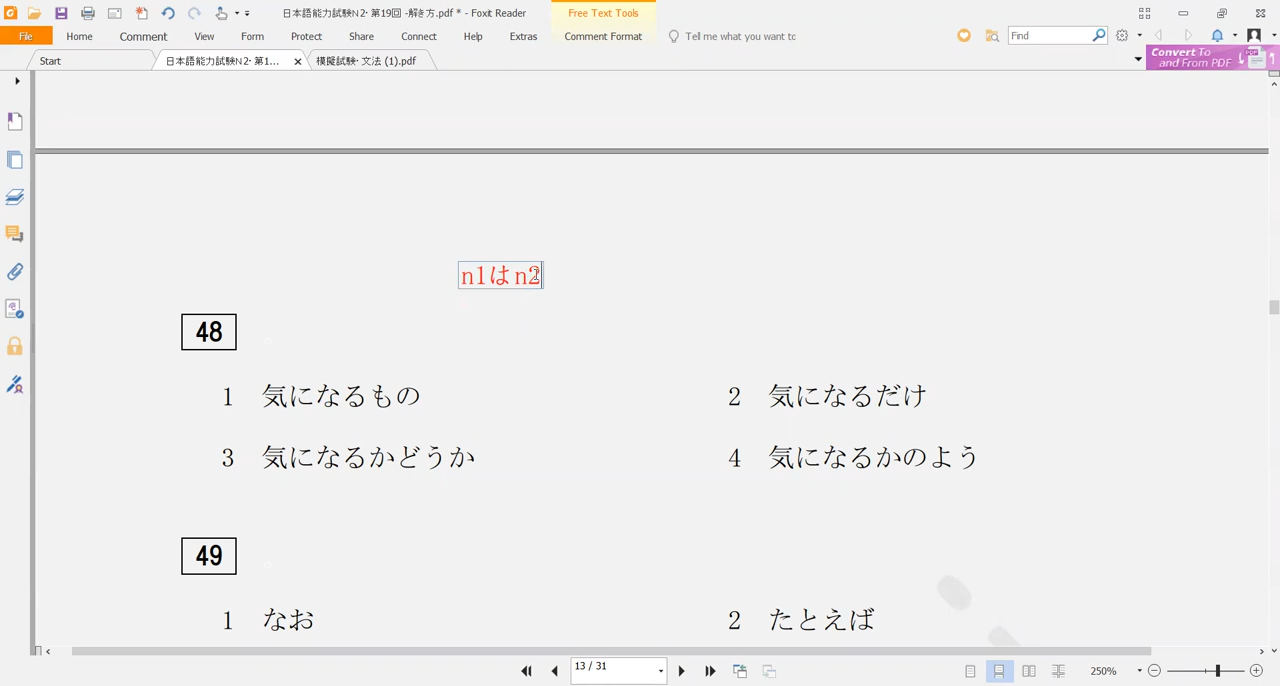 日本語能力試験N2· 第19回 -解き方.pdf * - Foxit Reader
Free Text Tools
File
Home
Comment
View
Form
Protect
Share
Connect
Help
Extras
Comment Format
Tell me what you want to
Find
Start
日本語能力試験N2· 第1...
模擬試験· 文法 (1).pdf
Convert To
and From PDF
n1はn2
48
1 気になるもの
2 気になるだけ
3 気になるかどうか
4 気になるかのよう
49
1 なお
2 たとえば
13 / 31
250%